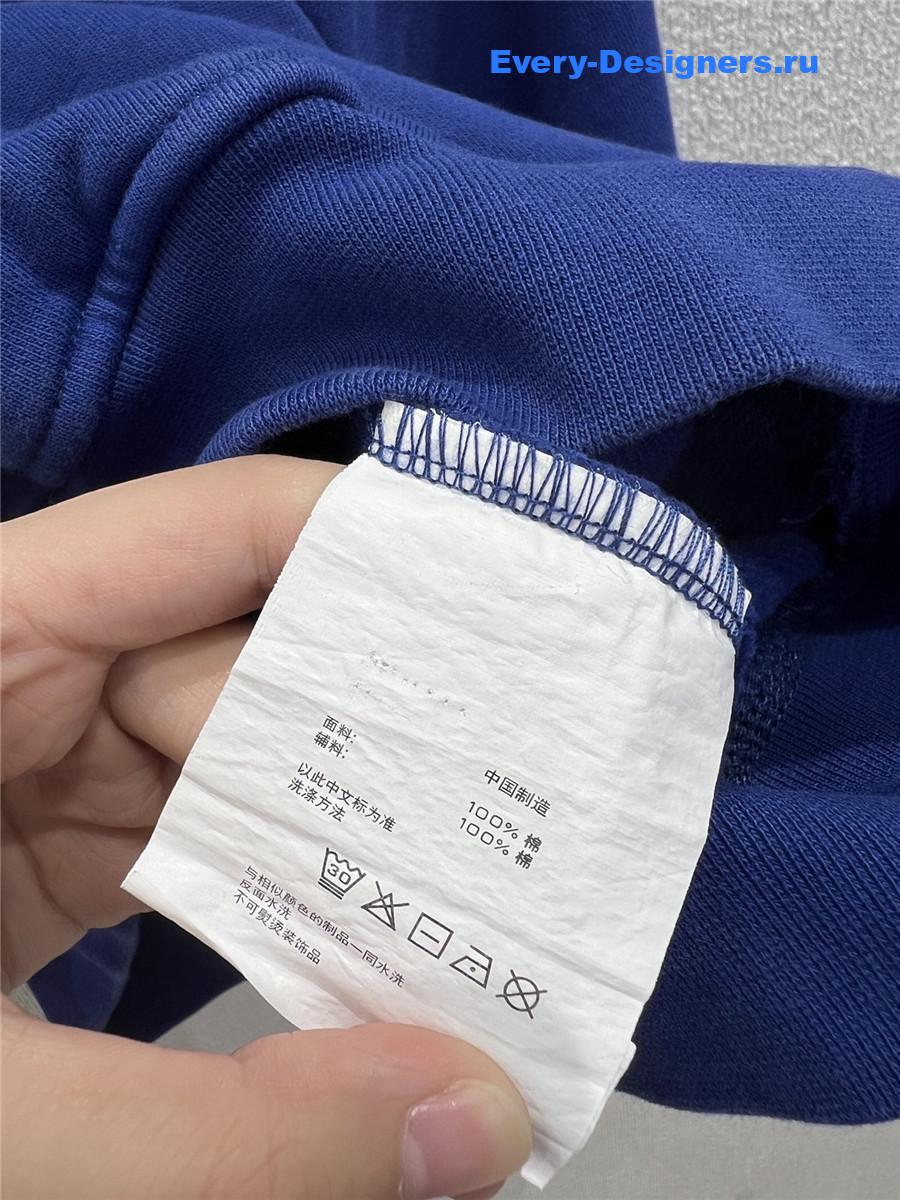 Every-Designers.ru
中国制造
面料: 100% 棉
辅料: 100% 棉
以此中文标为准
洗涤方法
30
与相似颜色的制品一同水洗
反面水洗
不可熨烫装饰品